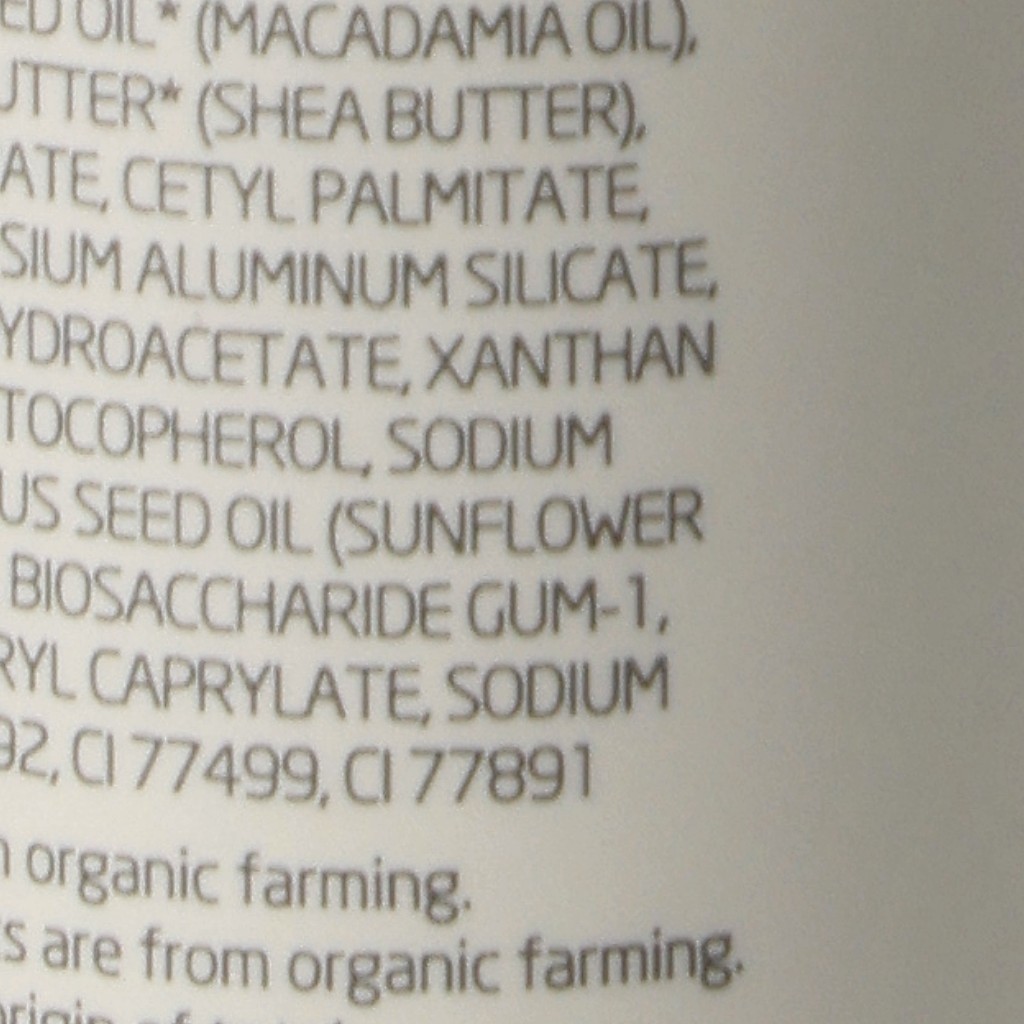 ED OIL* (MACADAMIA OIL),
UTTER* (SHEA BUTTER),
ATE, CETYL PALMITATE,
SIUM ALUMINUM SILICATE,
YDROACETATE, XANTHAN
TOCOPHEROL, SODIUM
US SEED OIL (SUNFLOWER
BIOSACCHARIDE GUM-1,
RYL CAPRYLATE, SODIUM
92, CI 77499, CI 77891
n organic farming.
s are from organic farming.
origin of